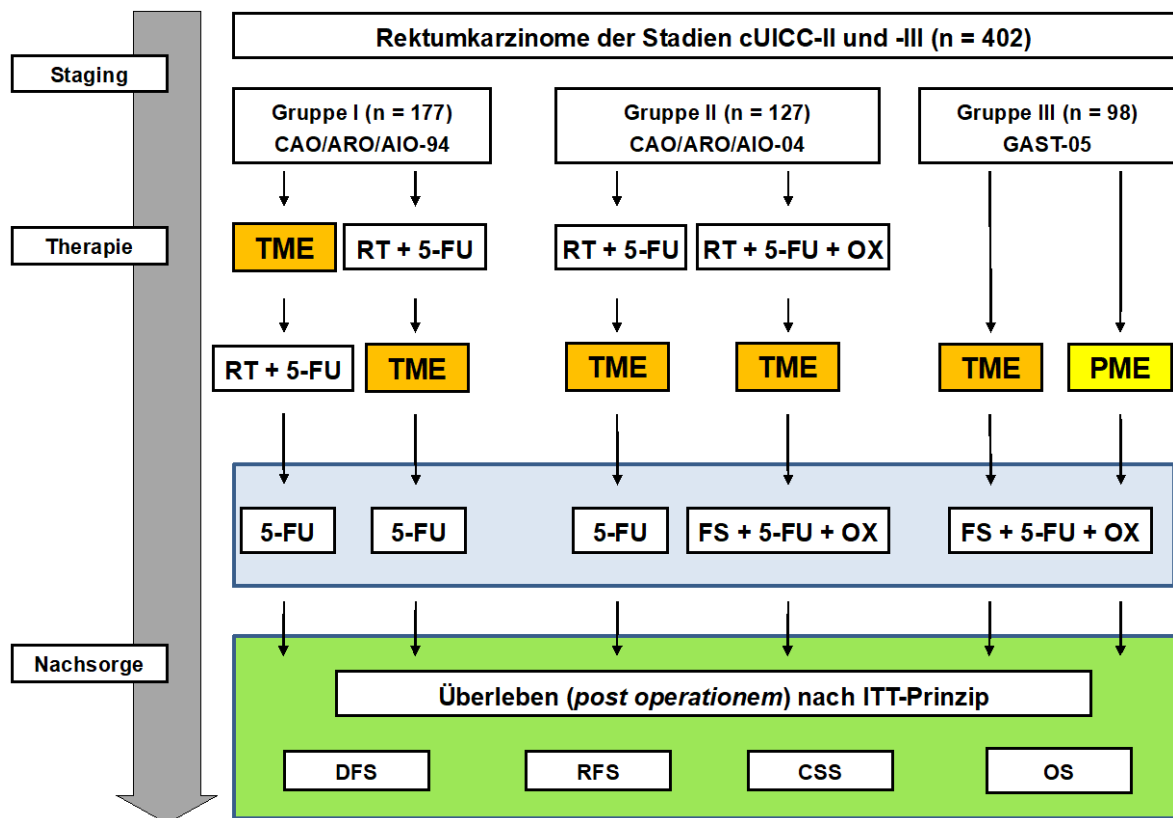 Rektumkarzinome der Stadien cUICC-II und -III (n = 402)
Staging
Gruppe I (n = 177)
CAO/ARO/AIO-94
Gruppe II (n = 127)
CAO/ARO/AIO-04
Gruppe III (n = 98)
GAST-05
Therapie
TME
RT + 5-FU
RT + 5-FU
RT + 5-FU + OX
RT + 5-FU
TME
TME
TME
TME
PME
5-FU
5-FU
5-FU
FS + 5-FU + OX
FS + 5-FU + OX
Nachsorge
Überleben (post operationem) nach ITT-Prinzip
DFS
RFS
CSS
OS